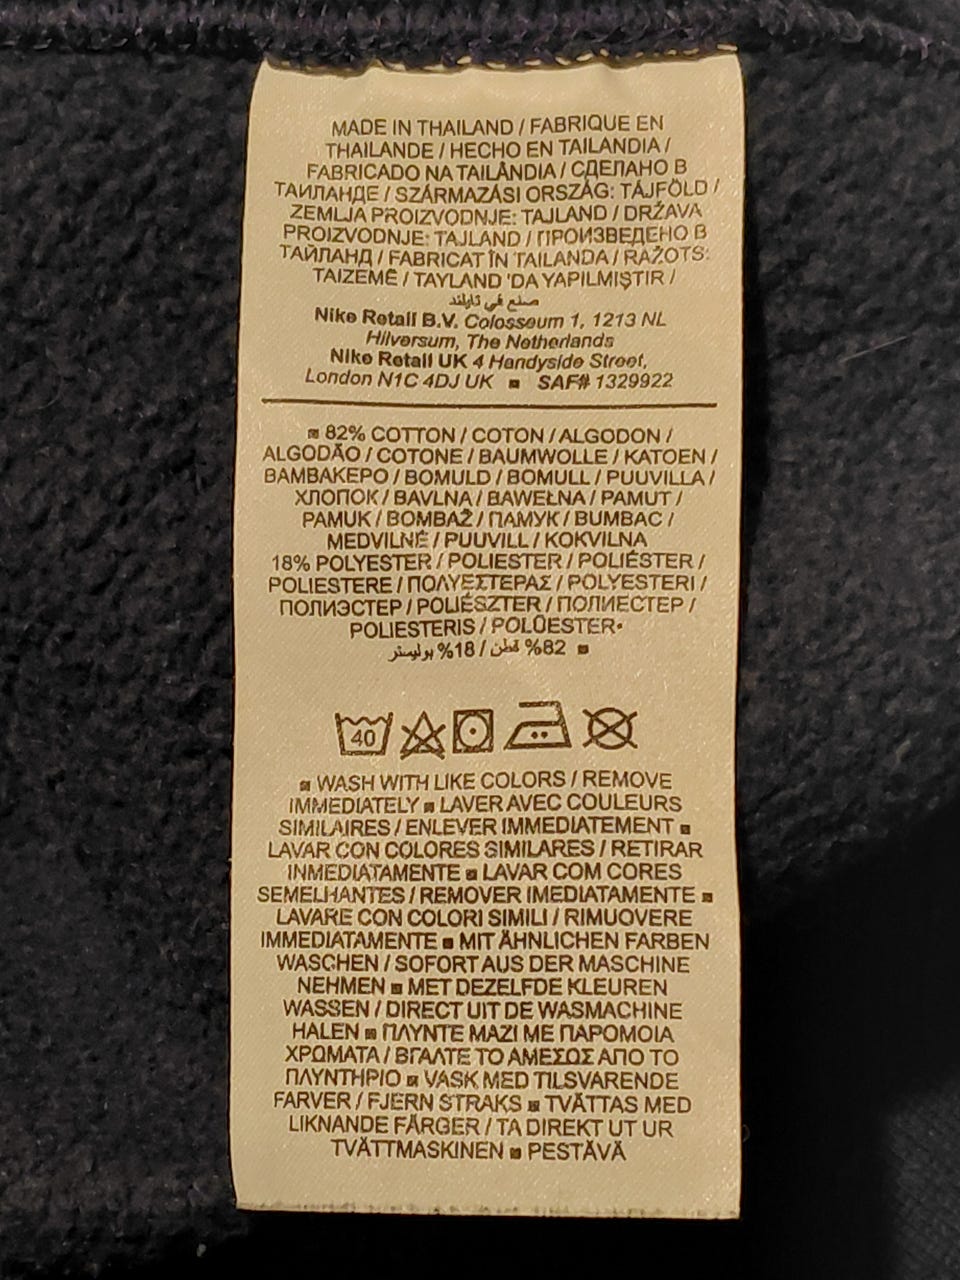 MADE IN THAILAND / FABRIQUE EN
THAILANDE / HECHO EN TAILANDIA /
FABRICADO NA TAILÂNDIA / СДЕЛАНО В
ТАИЛАНДЕ / SZÁRMAZÁSI ORSZÁG: TÁJFÖLD /
ZEMLJA PROIZVODNJE: TAJLAND / DRŽAVA
PROIZVODNJE: TAJLAND / ПРОИЗВЕДЕНО В
ТАЙЛАНД / FABRICAT ÎN TAILANDA / RAŽOTS:
TAIZEMĒ / TAYLAND 'DA YAPILMIŞTIR /
صنع في تايلند
Nike Retail B.V. Colosseum 1, 1213 NL
Hilversum, The Netherlands
Nike Retail UK 4 Handyside Street,
London N1C 4DJ UK ▪ SAF# 1329922
▪ 82% COTTON / COTON / ALGODON /
ALGODÃO / COTONE / BAUMWOLLE / KATOEN /
ΒΑΜΒΑΚΕΡΟ / BOMULD / BOMULL / PUUVILLA /
ХЛОПОК / BAVLNA / BAWEŁNA / PAMUT /
PAMUK / BOMBAŽ / ПАМУК / BUMBAC /
MEDVILNĖ / PUUVILL / KOKVILNA
18% POLYESTER / POLIESTER / POLIÉSTER /
POLIESTERE / ΠΟΛΥΕΣΤΕΡΑΣ / POLYESTERI /
ПОЛИЭСТЕР / POLIÉSZTER / ПОЛИЕСТЕР /
POLIESTERIS / POLÜESTER▪
82% قطن / 18% بوليستر ▪
40
▪ WASH WITH LIKE COLORS / REMOVE
IMMEDIATELY ▪ LAVER AVEC COULEURS
SIMILAIRES / ENLEVER IMMEDIATEMENT ▪
LAVAR CON COLORES SIMILARES / RETIRAR
INMEDIATAMENTE ▪ LAVAR COM CORES
SEMELHANTES / REMOVER IMEDIATAMENTE ▪
LAVARE CON COLORI SIMILI / RIMUOVERE
IMMEDIATAMENTE ▪ MIT ÄHNLICHEN FARBEN
WASCHEN / SOFORT AUS DER MASCHINE
NEHMEN ▪ MET DEZELFDE KLEUREN
WASSEN / DIRECT UIT DE WASMACHINE
HALEN ▪ ΠΛΥΝΤΕ ΜΑΖΙ ΜΕ ΠΑΡΟΜΟΙΑ
ΧΡΩΜΑΤΑ / ΒΓΑΛΤΕ ΤΟ ΑΜΕΣΩΣ ΑΠΟ ΤΟ
ΠΛΥΝΤΗΡΙΟ ▪ VASK MED TILSVARENDE
FARVER / FJERN STRAKS ▪ TVÄTTAS MED
LIKNANDE FÄRGER / TA DIREKT UT UR
TVÄTTMASKINEN ▪ PESTÄVÄ